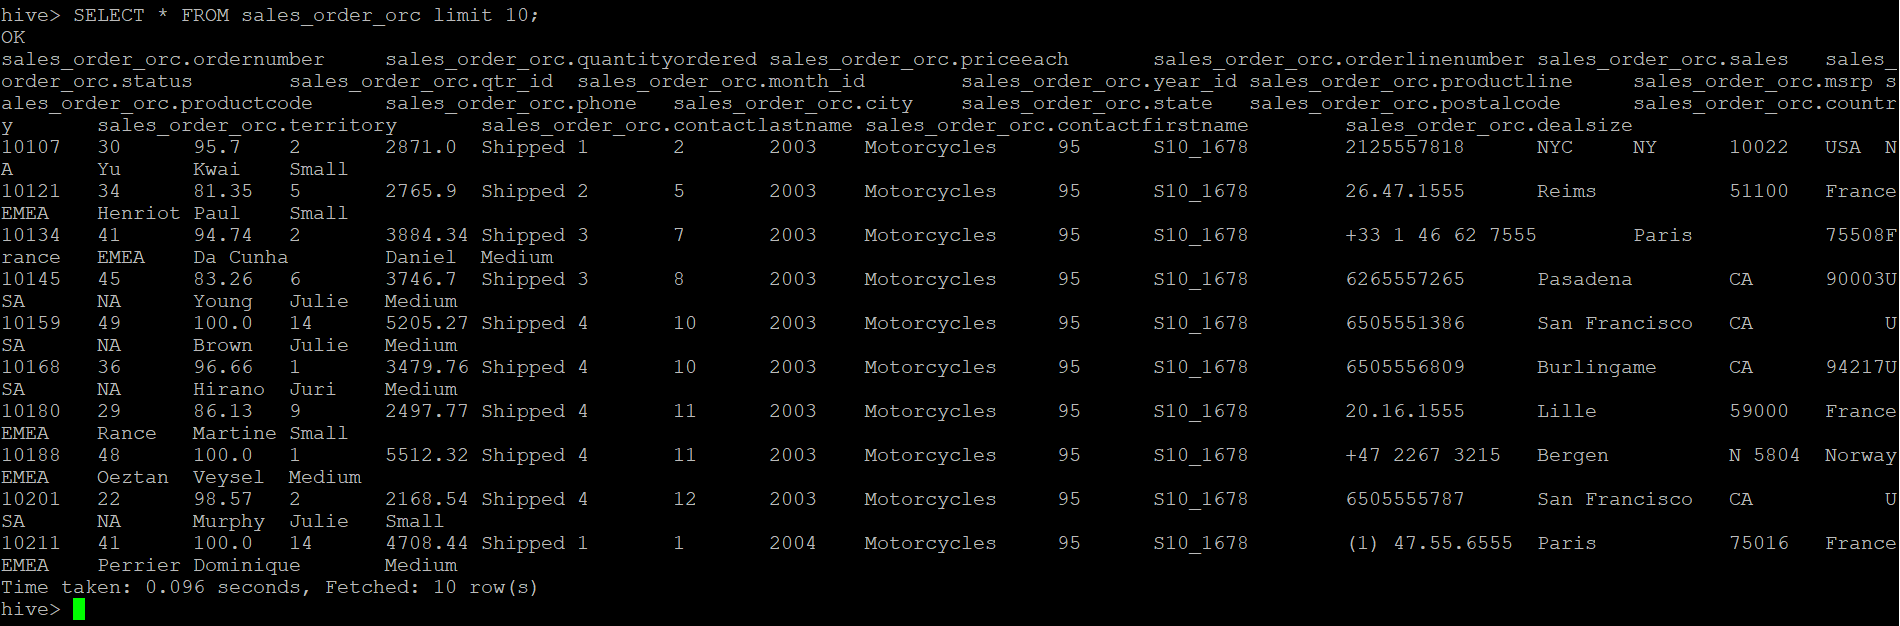 hive> SELECT * FROM sales_order_orc limit 10;
OK
sales_order_orc.ordernumber sales_order_orc.quantityordered sales_order_orc.priceeach sales_order_orc.orderlinenumber sales_order_orc.sales sales_
order_orc.status sales_order_orc.qtr_id sales_order_orc.month_id sales_order_orc.year_id sales_order_orc.productline sales_order_orc.msrp s
ales_order_orc.productcode sales_order_orc.phone sales_order_orc.city sales_order_orc.state sales_order_orc.postalcode sales_order_orc.countr
y sales_order_orc.territory sales_order_orc.contactlastname sales_order_orc.contactfirstname sales_order_orc.dealsize
10107 30 95.7 2 2871.0 Shipped 1 2 2003 Motorcycles 95 S10_1678 2125557818 NYC NY 10022 USA N
A Yu Kwai Small
10121 34 81.35 5 2765.9 Shipped 2 5 2003 Motorcycles 95 S10_1678 26.47.1555 Reims 51100 France
EMEA Henriot Paul Small
10134 41 94.74 2 3884.34 Shipped 3 7 2003 Motorcycles 95 S10_1678 +33 1 46 62 7555 Paris 75508F
rance EMEA Da Cunha Daniel Medium
10145 45 83.26 6 3746.7 Shipped 3 8 2003 Motorcycles 95 S10_1678 6265557265 Pasadena CA 90003U
SA NA Young Julie Medium
10159 49 100.0 14 5205.27 Shipped 4 10 2003 Motorcycles 95 S10_1678 6505551386 San Francisco CA U
SA NA Brown Julie Medium
10168 36 96.66 1 3479.76 Shipped 4 10 2003 Motorcycles 95 S10_1678 6505556809 Burlingame CA 94217U
SA NA Hirano Juri Medium
10180 29 86.13 9 2497.77 Shipped 4 11 2003 Motorcycles 95 S10_1678 20.16.1555 Lille 59000 France
EMEA Rance Martine Small
10188 48 100.0 1 5512.32 Shipped 4 11 2003 Motorcycles 95 S10_1678 +47 2267 3215 Bergen N 5804 Norway
EMEA Oeztan Veysel Medium
10201 22 98.57 2 2168.54 Shipped 4 12 2003 Motorcycles 95 S10_1678 6505555787 San Francisco CA U
SA NA Murphy Julie Small
10211 41 100.0 14 4708.44 Shipped 1 1 2004 Motorcycles 95 S10_1678 (1) 47.55.6555 Paris 75016 France
EMEA Perrier Dominique Medium
Time taken: 0.096 seconds, Fetched: 10 row(s)
hive>